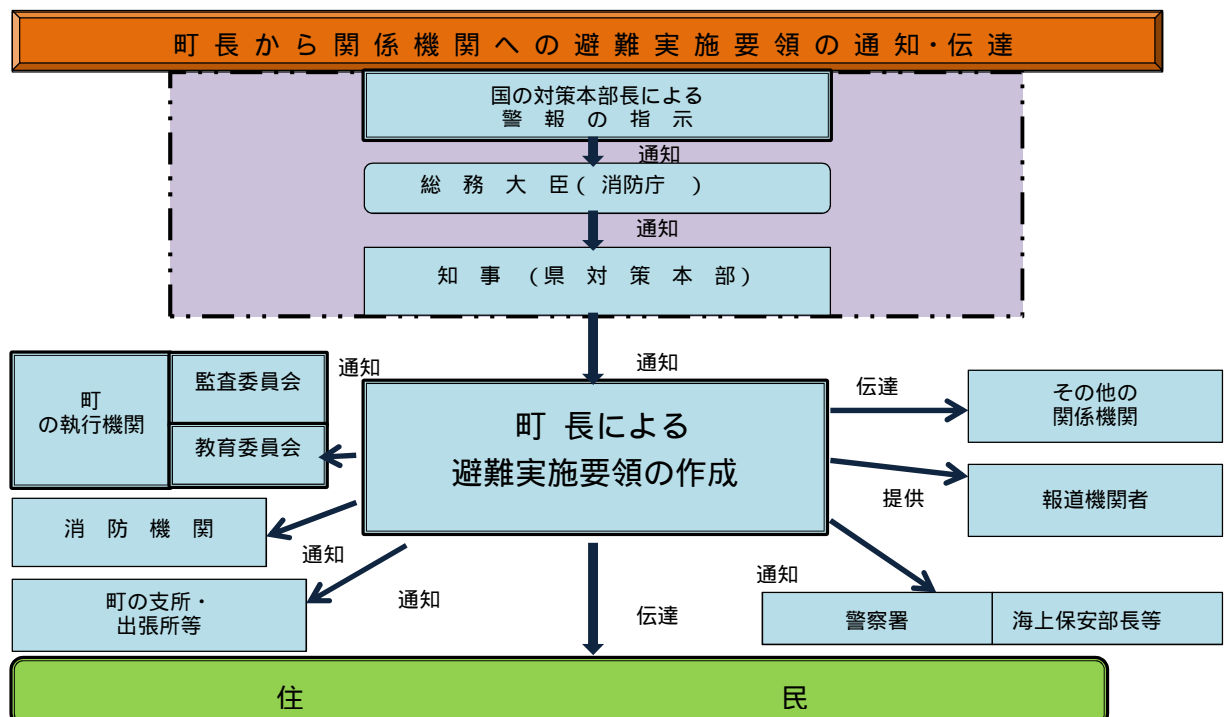 町長から関係機関への避難実施要領の通知･伝達
国の対策本部長による
警報の指示
通知
総務大臣(消防庁)
通知
知事(県対策本部)
通知
町
の執行機関
監査委員会
教育委員会
通知
町長による
避難実施要領の作成
伝達
その他の
関係機関
提供
報道機関者
消防機関
通知
町の支所・
出張所等
通知
伝達
通知
警察署
海上保安部長等
住民